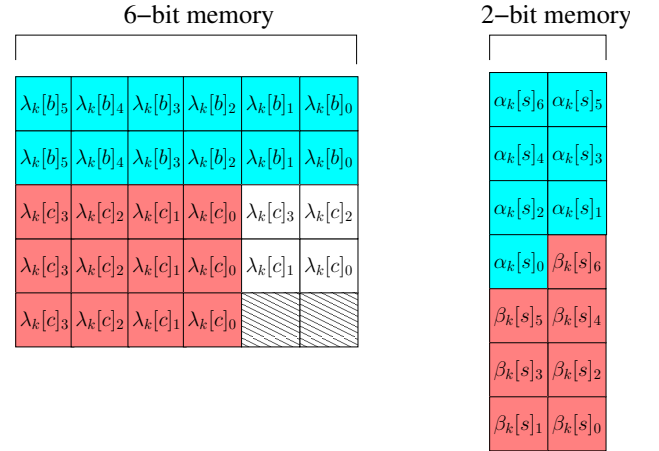 6−bit memory
2−bit memory
λₖ[b]₅ λₖ[b]₄ λₖ[b]₃ λₖ[b]₂ λₖ[b]₁ λₖ[b]₀
λₖ[b]₅ λₖ[b]₄ λₖ[b]₃ λₖ[b]₂ λₖ[b]₁ λₖ[b]₀
λₖ[c]₃ λₖ[c]₂ λₖ[c]₁ λₖ[c]₀ λₖ[c]₃ λₖ[c]₂
λₖ[c]₃ λₖ[c]₂ λₖ[c]₁ λₖ[c]₀ λₖ[c]₁ λₖ[c]₀
λₖ[c]₃ λₖ[c]₂ λₖ[c]₁ λₖ[c]₀
αₖ[s]₆ αₖ[s]₅
αₖ[s]₄ αₖ[s]₃
αₖ[s]₂ αₖ[s]₁
αₖ[s]₀ βₖ[s]₆
βₖ[s]₅ βₖ[s]₄
βₖ[s]₃ βₖ[s]₂
βₖ[s]₁ βₖ[s]₀